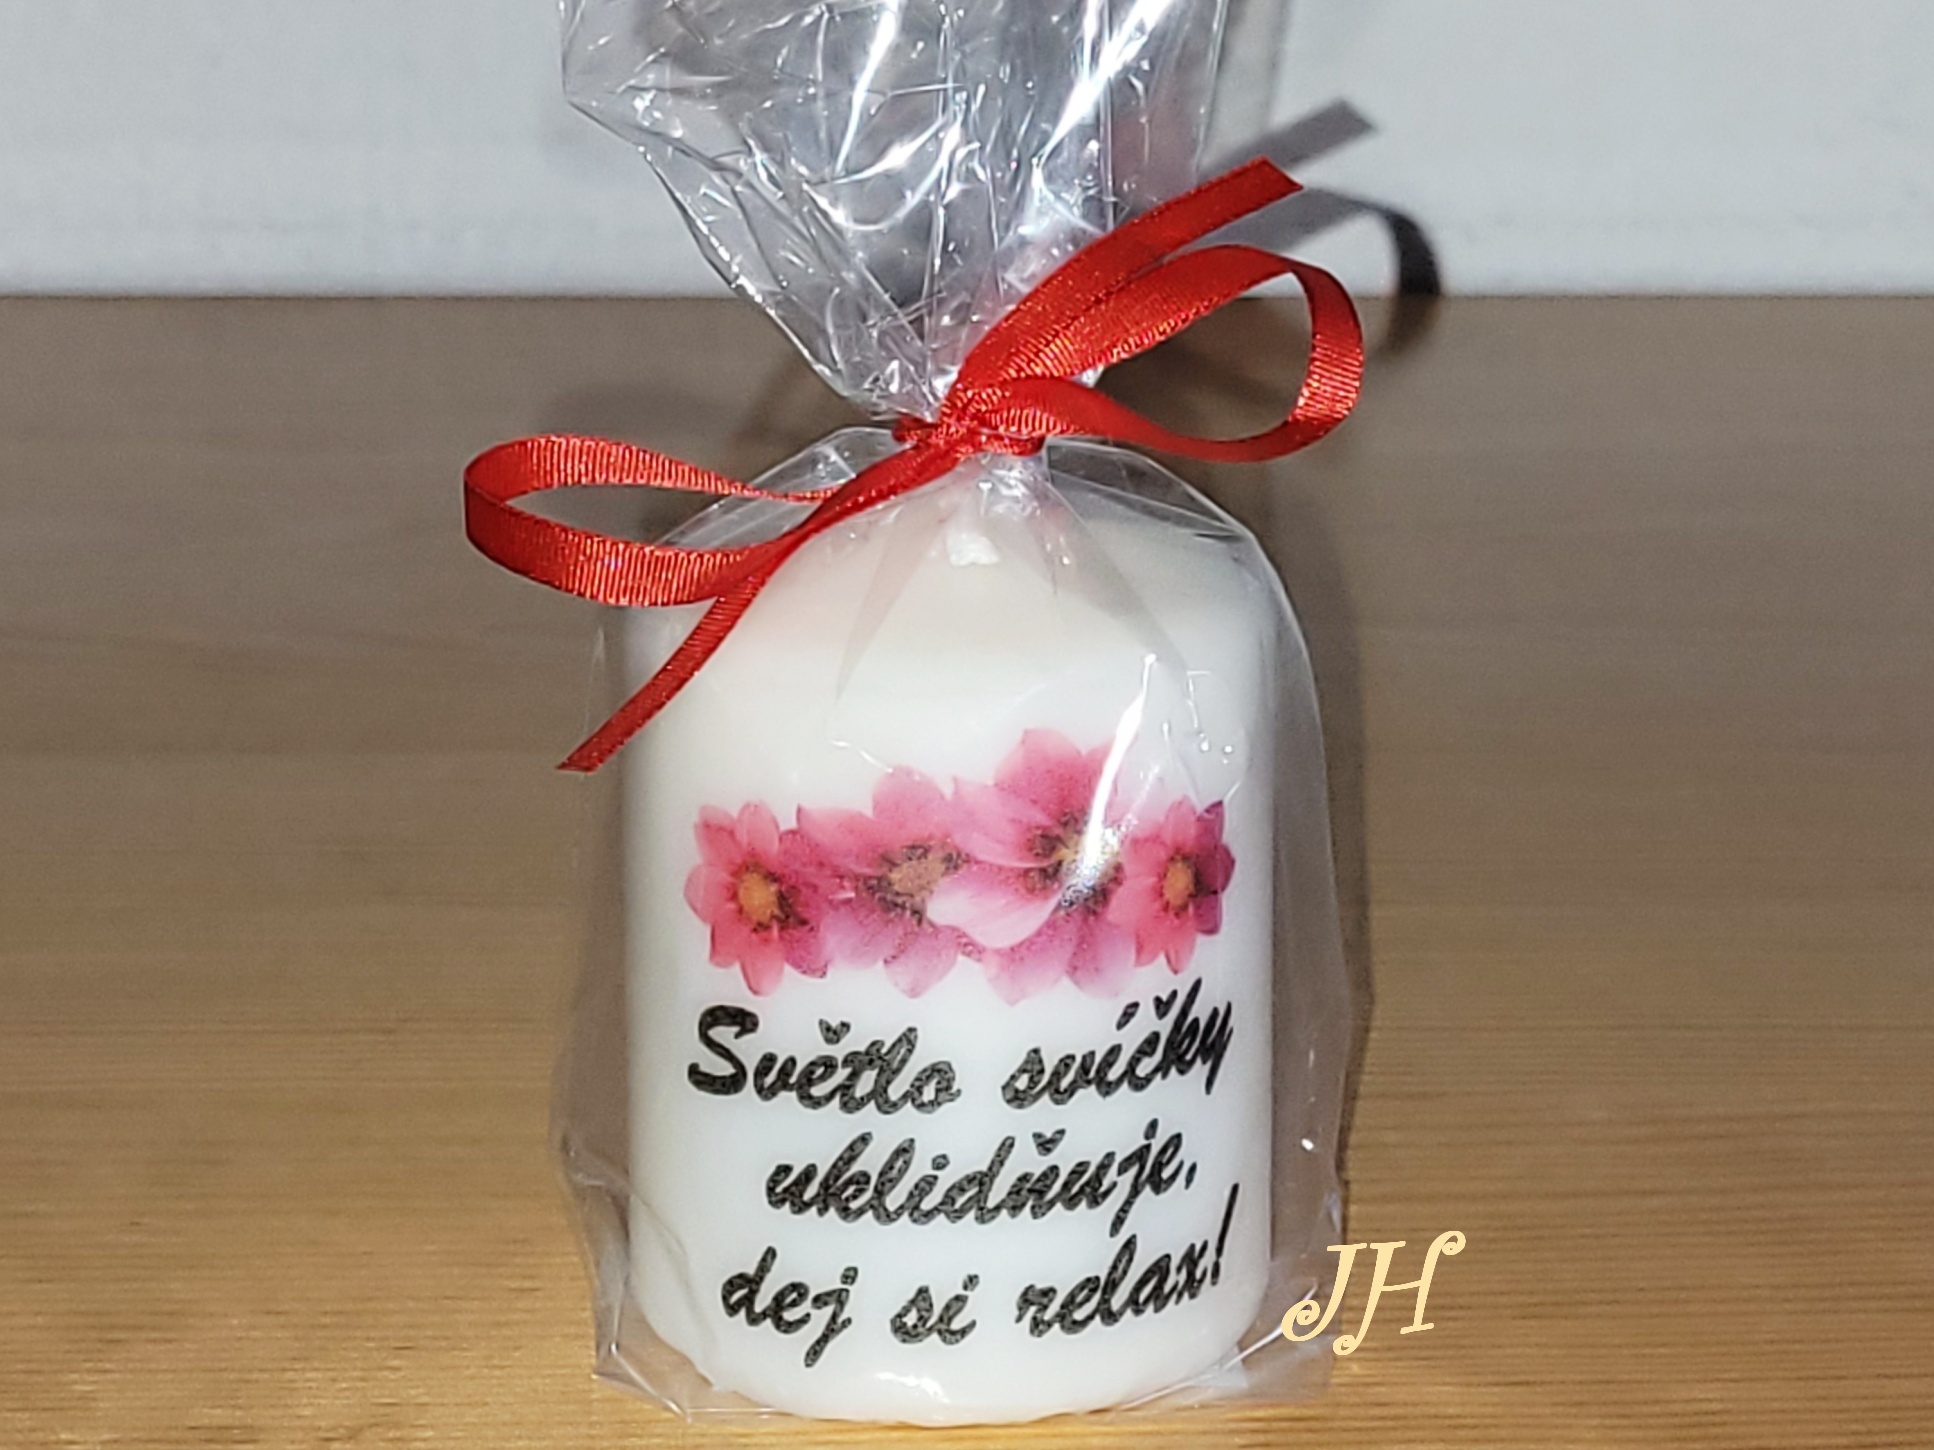 Světlo svíčky
uklidňuje,
dej si relax!
JH